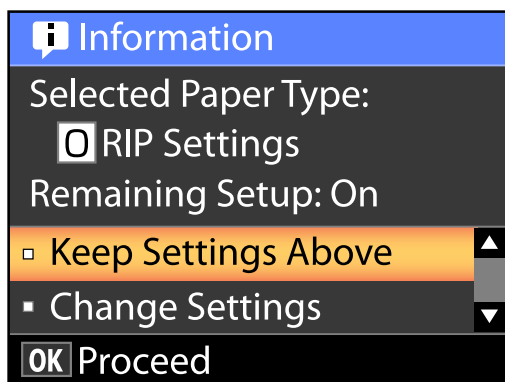 Information
Selected Paper Type:
0 RIP Settings
Remaining Setup: On
Keep Settings Above
Change Settings
OK Proceed